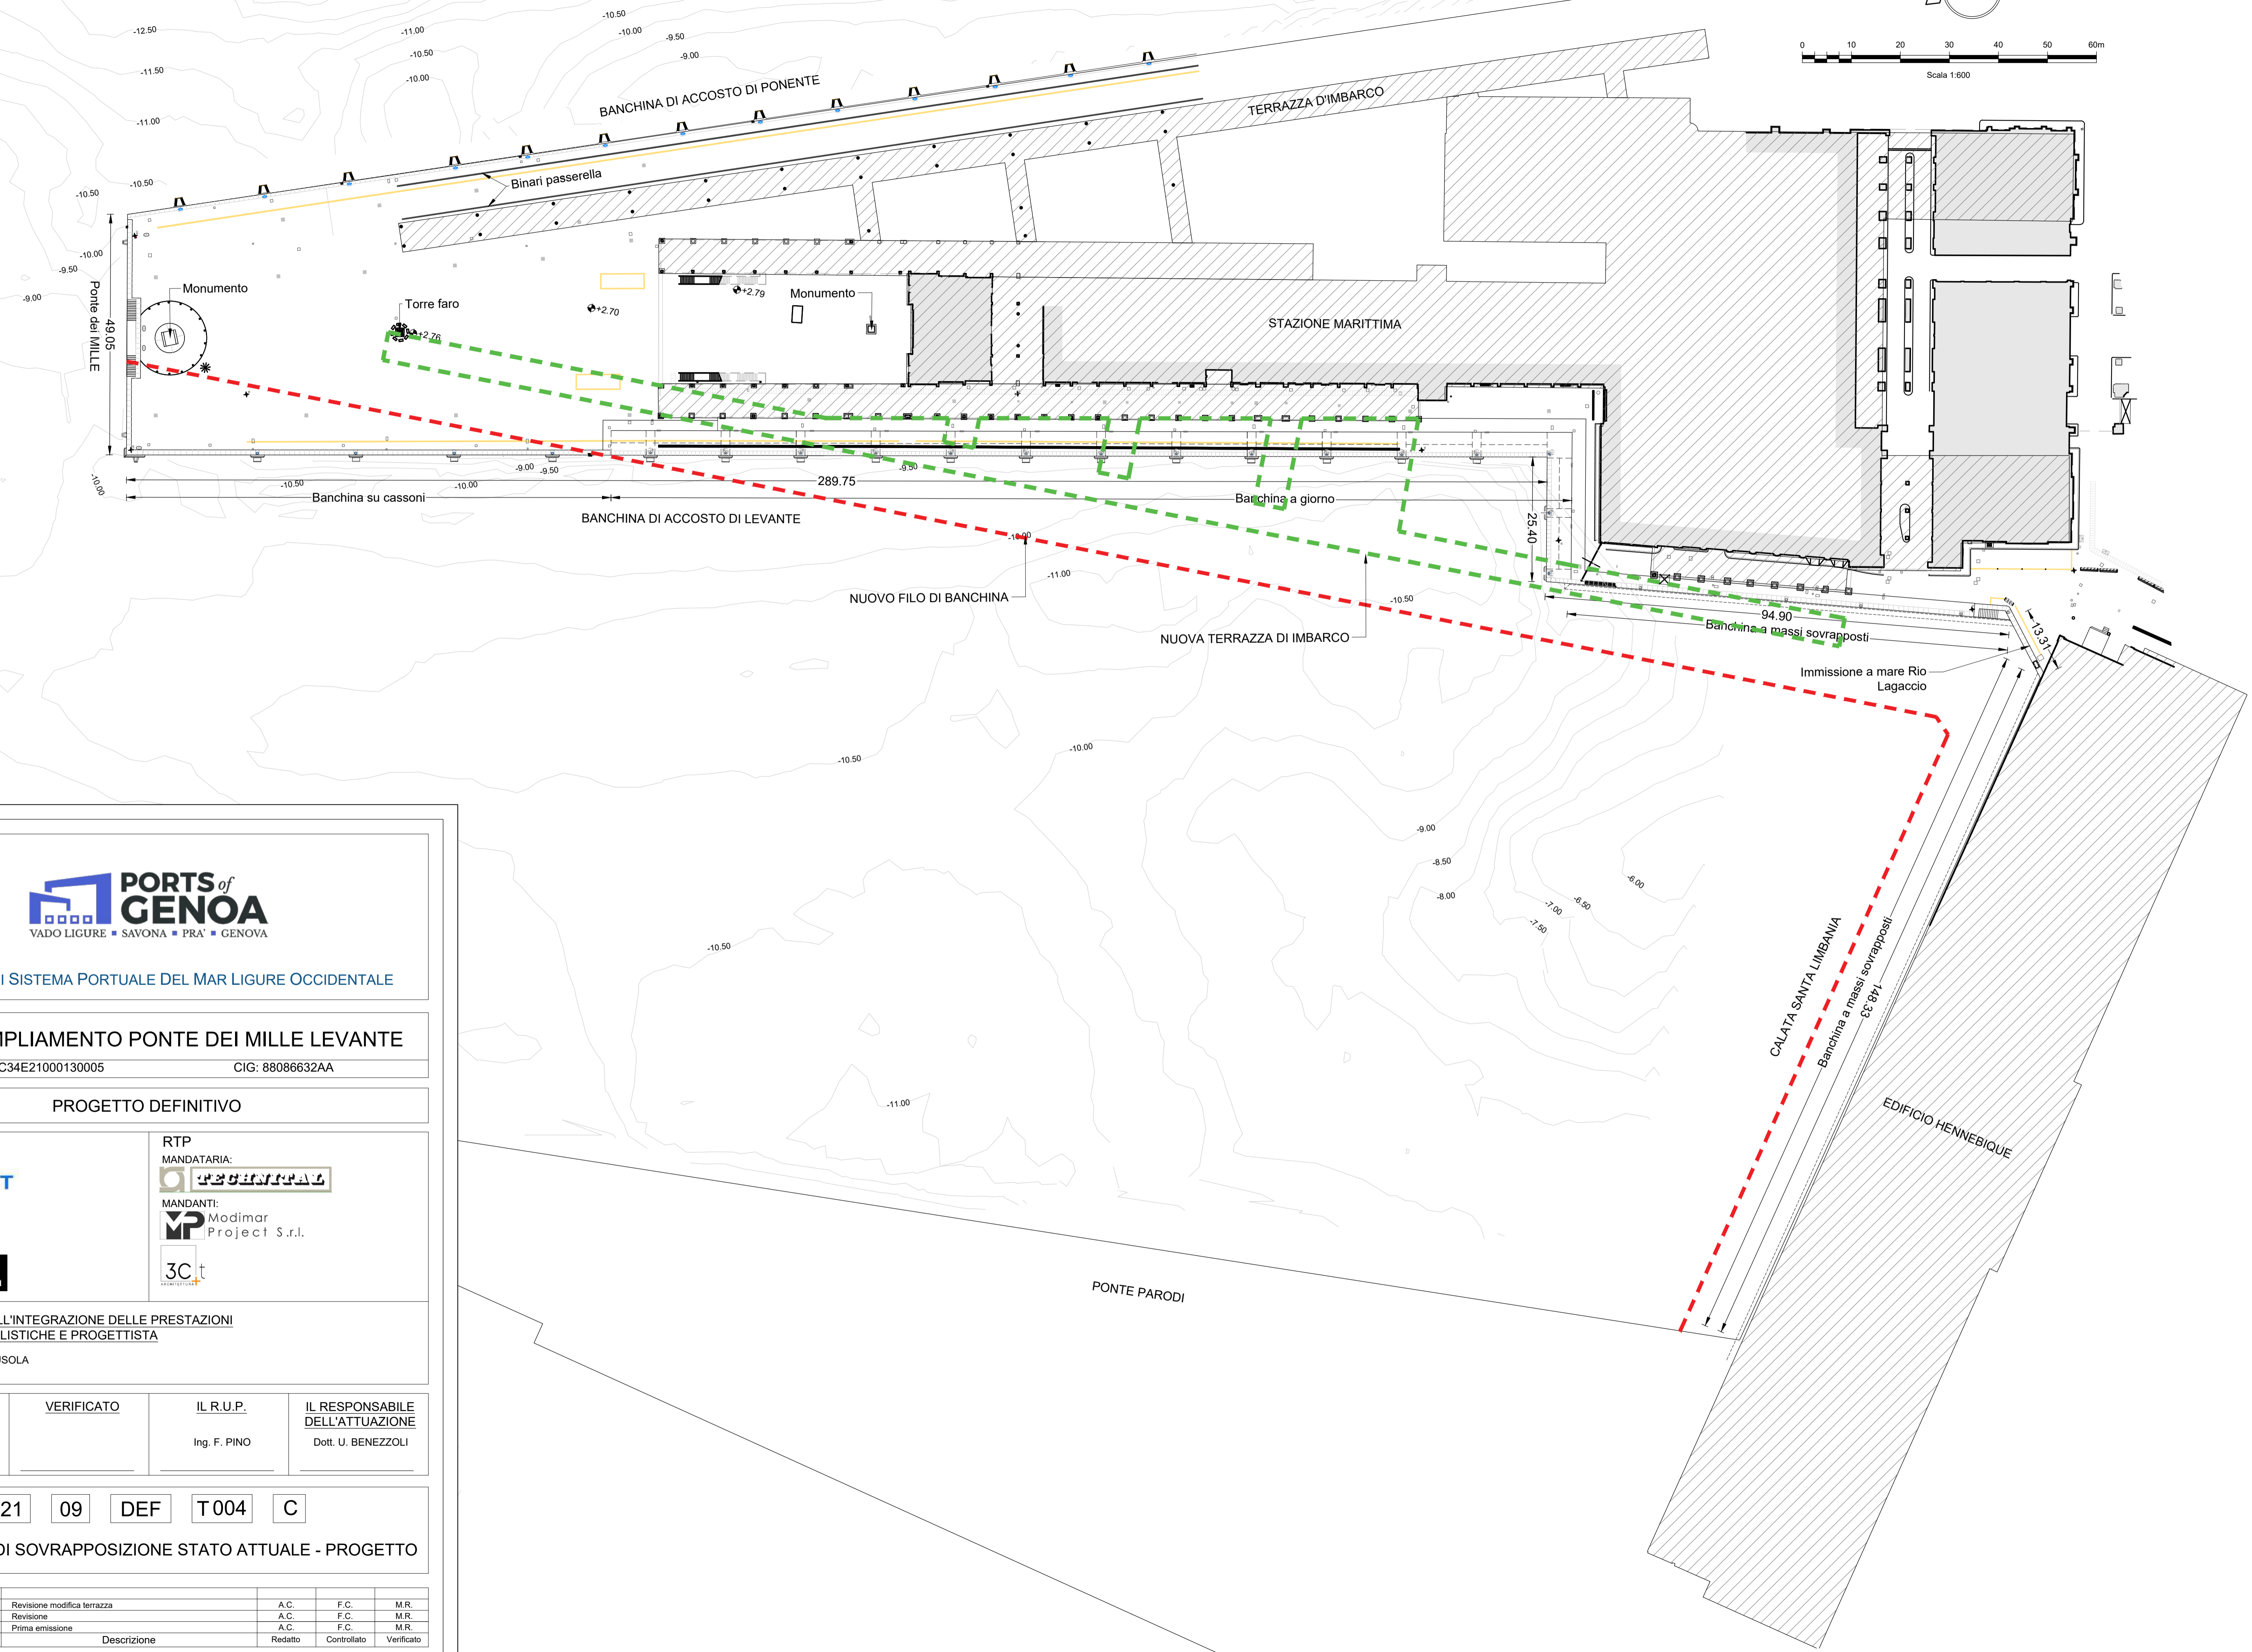 -12.50
-11.00
-10.50
-10.50
-10.00
-9.50
-9.00
-11.50
-10.00
-11.00
0 10 20 30 40 50 60m
Scala 1:600
BANCHINA DI ACCOSTO DI PONENTE
TERRAZZA D'IMBARCO
Binari passerella
-10.50
-10.50
-10.00
-9.50
-9.00
49.05
Ponte dei MILLE
Monumento
Torre faro
+2.76
+2.70
+2.79
Monumento
STAZIONE MARITTIMA
-10.00
-10.50
-10.00
-9.00
-9.50
-9.50
289.75
Banchina su cassoni
Banchina a giorno
BANCHINA DI ACCOSTO DI LEVANTE
25.40
-10.90
-11.00
-10.50
NUOVO FILO DI BANCHINA
NUOVA TERRAZZA DI IMBARCO
94.90
Banchina a massi sovrapposti
13.31
Immissione a mare Rio
Lagaccio
-10.50
-10.00
-9.00
-8.50
-8.00
-7.50
-7.00
-6.50
-6.00
-10.50
-11.00
CALATA SANTA LIMBANIA
Banchina a massi sovrapposti
148.33
EDIFICIO HENNEBIQUE
PONTE PARODI
PORTS of
GENOA
VADO LIGURE ▪ SAVONA ▪ PRA' ▪ GENOVA
I SISTEMA PORTUALE DEL MAR LIGURE OCCIDENTALE
MPLIAMENTO PONTE DEI MILLE LEVANTE
C34E21000130005 CIG: 88086632AA
PROGETTO DEFINITIVO
T
RTP
MANDATARIA:
TECHNITAL
MANDANTI:
MP Modimar
Project S.r.l.
3C+t
ARCHITETTURA
LL'INTEGRAZIONE DELLE PRESTAZIONI
LISTICHE E PROGETTISTA
USOLA
VERIFICATO
IL R.U.P.
Ing. F. PINO
IL RESPONSABILE
DELL'ATTUAZIONE
Dott. U. BENEZZOLI
21 09 DEF T 004 C
DI SOVRAPPOSIZIONE STATO ATTUALE - PROGETTO
Revisione modifica terrazza A.C. F.C. M.R.
Revisione A.C. F.C. M.R.
Prima emissione A.C. F.C. M.R.
Descrizione Redatto Controllato Verificato